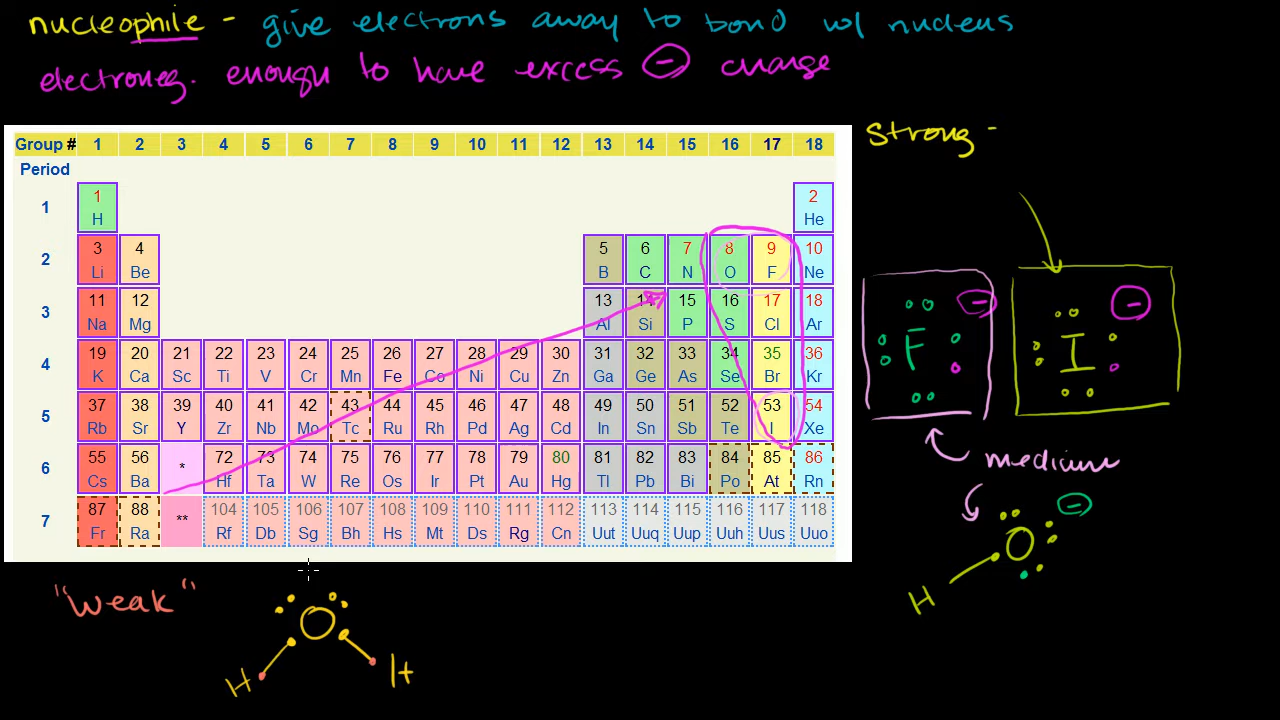 nucleophile - give electrons away to bond w/ nucleus
electroneg. enough to have excess ⊖ charge
Strong -
Group # 1 2 3 4 5 6 7 8 9 10 11 12 13 14 15 16 17 18
Period
1 1 2
H He
2 3 4 5 6 7 8 9 10
Li Be B C N O F Ne
3 11 12 13 14 15 16 17 18
Na Mg Al Si P S Cl Ar
4 19 20 21 22 23 24 25 26 27 28 29 30 31 32 33 34 35 36
K Ca Sc Ti V Cr Mn Fe Co Ni Cu Zn Ga Ge As Se Br Kr
5 37 38 39 40 41 42 43 44 45 46 47 48 49 50 51 52 53 54
Rb Sr Y Zr Nb Mo Tc Ru Rh Pd Ag Cd In Sn Sb Te I Xe
6 55 56 * 72 73 74 75 76 77 78 79 80 81 82 83 84 85 86
Cs Ba Hf Ta W Re Os Ir Pt Au Hg Tl Pb Bi Po At Rn
7 87 88 ** 104 105 106 107 108 109 110 111 112 113 114 115 116 117 118
Fr Ra Rf Db Sg Bh Hs Mt Ds Rg Cn Uut Uuq Uup Uuh Uus Uuo
F ⊖
I ⊖
medium
O ⊖
H
"weak"
O
H H